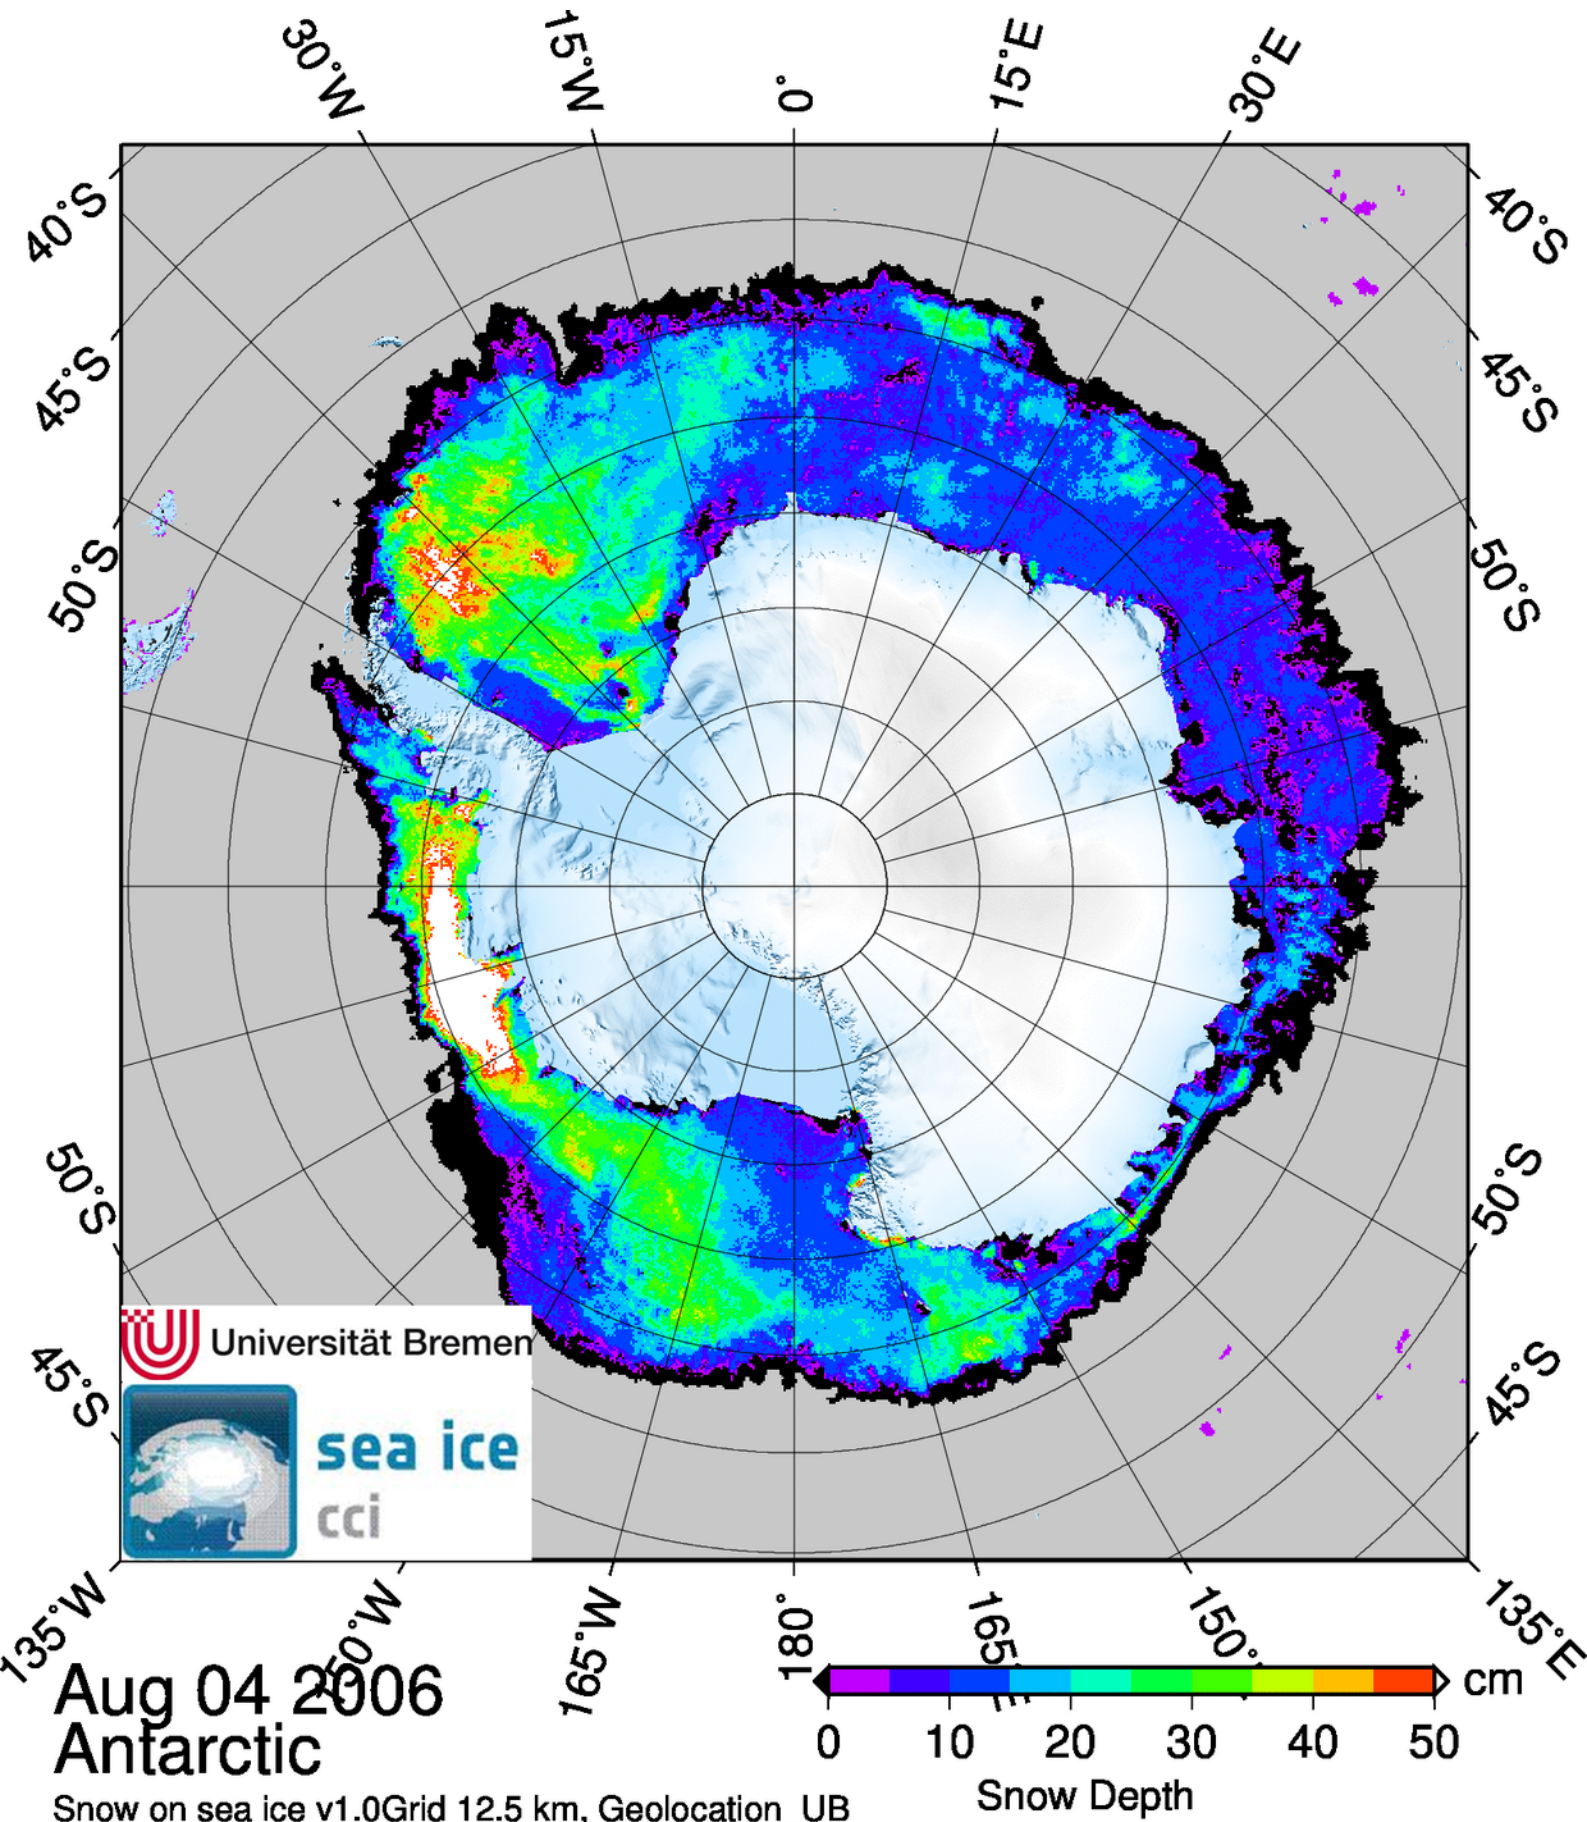 30°W 15°W 0° 15°E 30°E
40°S 40°S
45°S 45°S
50°S 50°S
50°S 50°S
45°S 45°S
Universität Bremen
sea ice
cci
135°W 150°W 165°W 180° 165°E 150° 135°E
Aug 04 2006
Antarctic
Snow on sea ice v1.0Grid 12.5 km, Geolocation UB
cm
0 10 20 30 40 50
Snow Depth